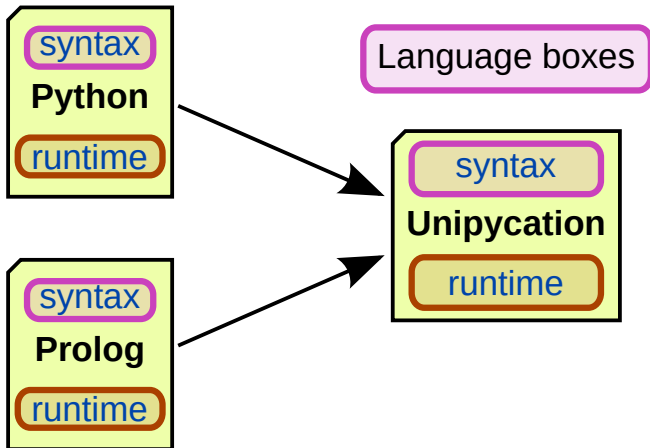 syntax
Python
runtime
Language boxes
syntax
Unipycation
runtime
syntax
Prolog
runtime